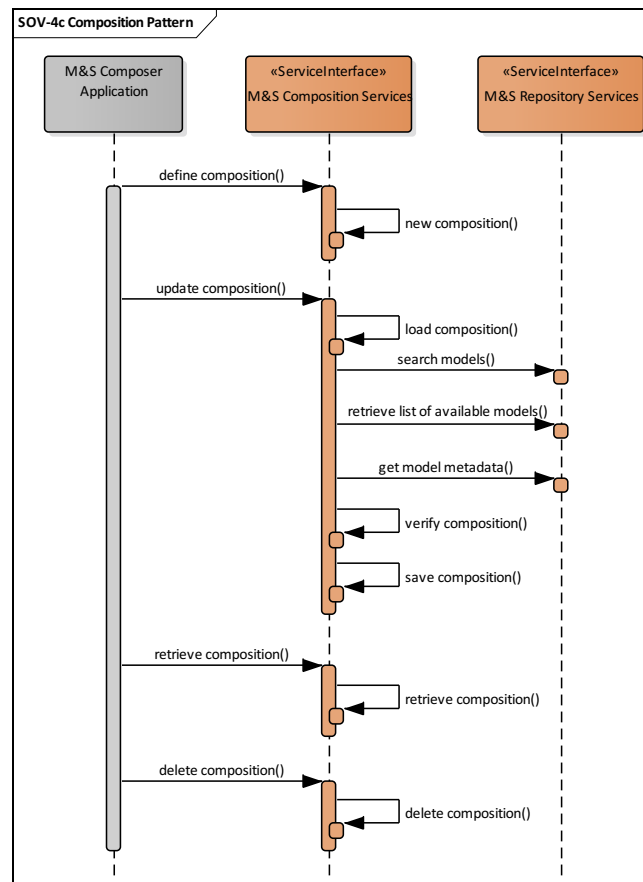 SOV-4c Composition Pattern
M&S Composer
Application
«ServiceInterface»
M&S Composition Services
«ServiceInterface»
M&S Repository Services
define composition()
new composition()
update composition()
load composition()
search models()
retrieve list of available models()
get model metadata()
verify composition()
save composition()
retrieve composition()
retrieve composition()
delete composition()
delete composition()